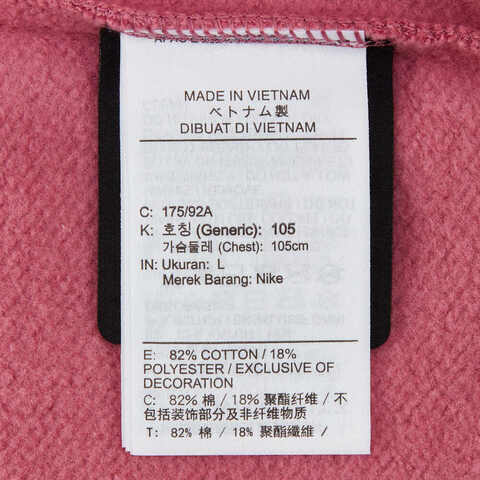 MADE IN VIETNAM
ベトナム製
DIBUAT DI VIETNAM
C: 175/92A
K: 호칭 (Generic): 105
가슴둘레 (Chest): 105cm
IN: Ukuran: L
Merek Barang: Nike
E: 82% COTTON / 18%
POLYESTER / EXCLUSIVE OF
DECORATION
C: 82% 棉 / 18% 聚酯纤维 / 不
包括装饰部分及非纤维物质
T: 82% 棉 / 18% 聚酯纖維 /